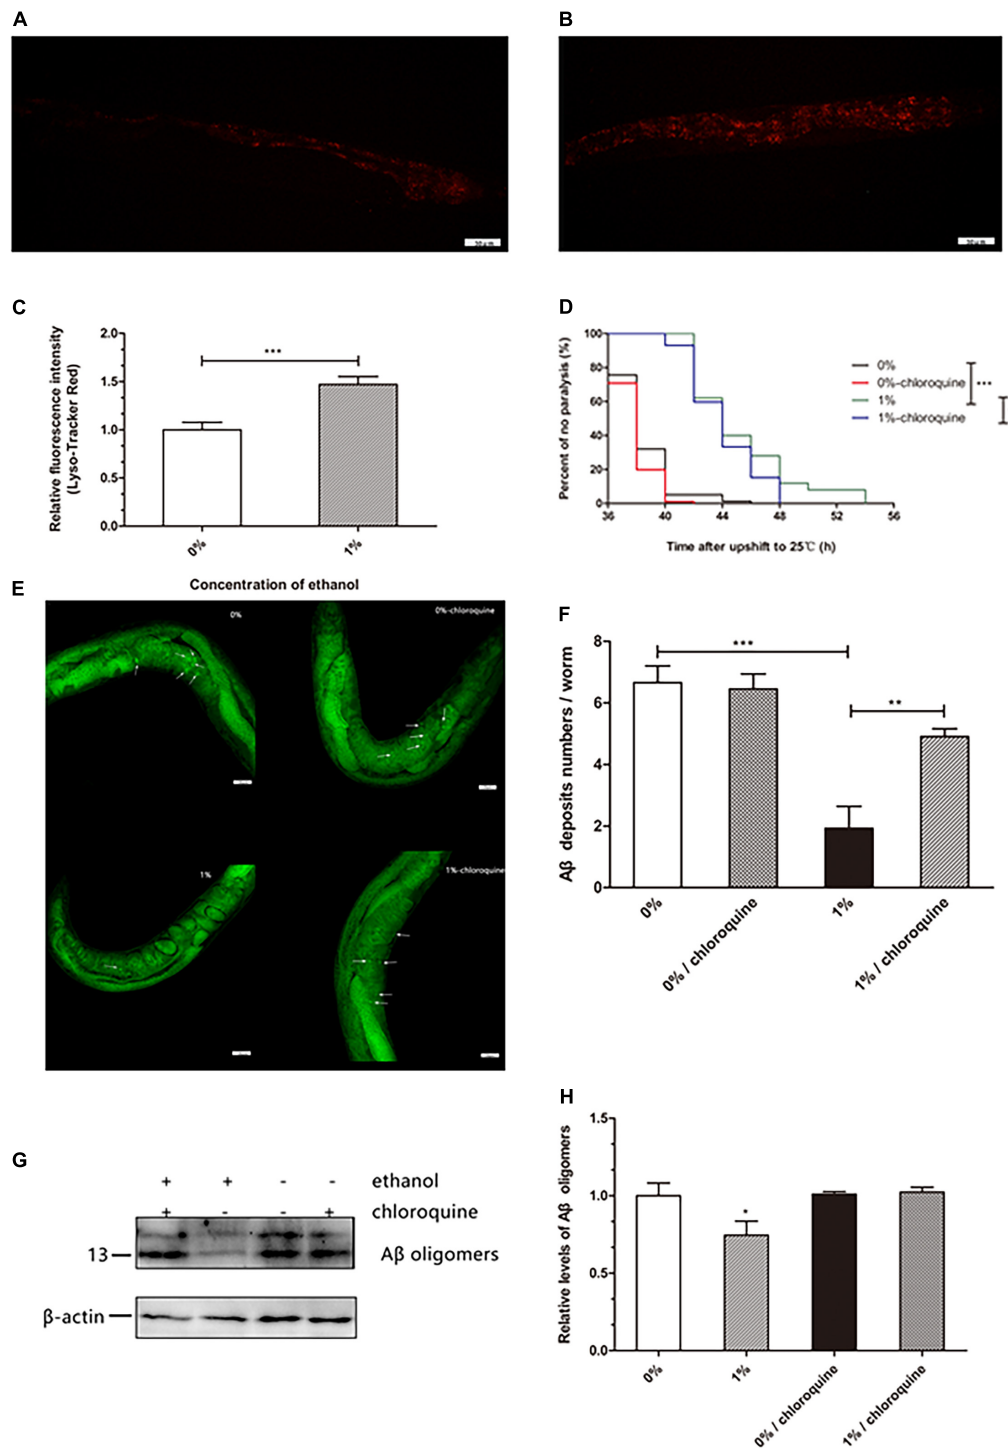 A
B
C
Relative fluorescence intensity
(Lyso-Tracker Red)
2.0
1.5
1.0
0.5
0.0
***
0%
1%
Concentration of ethanol
D
Percent of no paralysis (%)
100
80
60
40
20
0
36
40
44
48
52
56
Time after upshift to 25℃ (h)
0%
0%-chloroquine
1%
1%-chloroquine
***
E
0%
0%-chloroquine
1%
1%-chloroquine
F
Aβ deposits numbers / worm
8
6
4
2
0
***
**
0%
0% / chloroquine
1%
1% / chloroquine
G
+ + - - ethanol
+ - - + chloroquine
13
Aβ oligomers
β-actin
H
Relative levels of Aβ oligomers
1.5
1.0
0.5
0.0
*
0%
1%
0% / chloroquine
1% / chloroquine